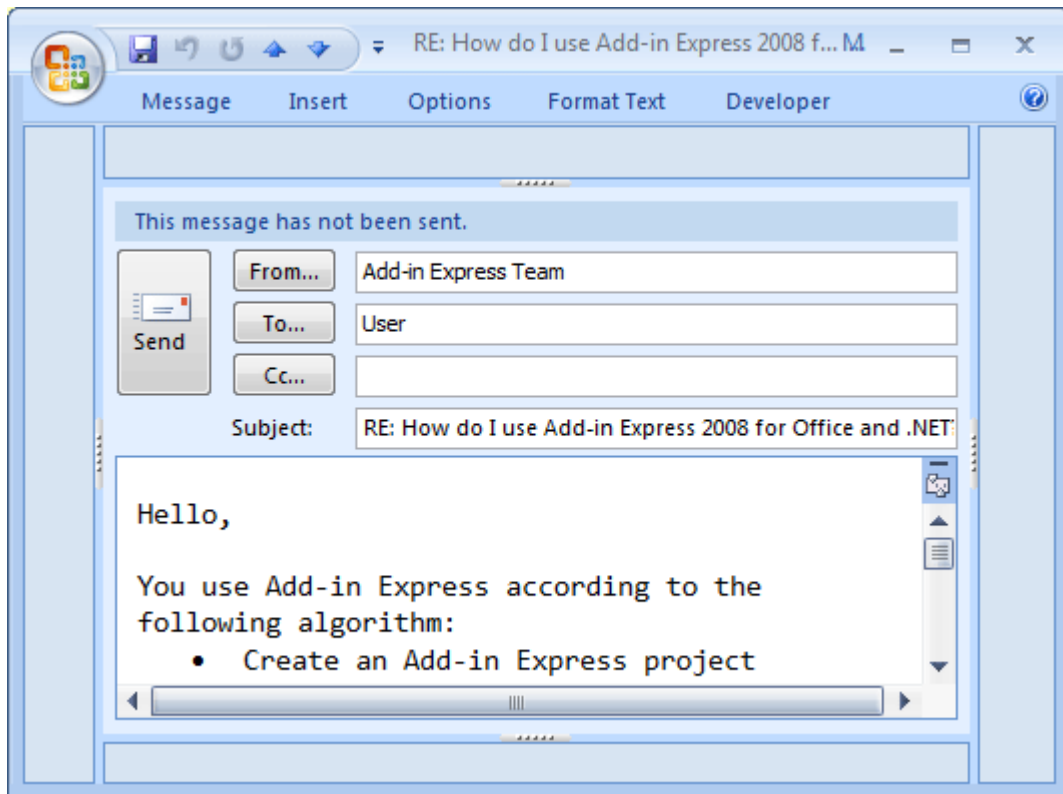 RE: How do I use Add-in Express 2008 f... M
Message Insert Options Format Text Developer
This message has not been sent.
From... Add-in Express Team
Send
To... User
Cc...
Subject: RE: How do I use Add-in Express 2008 for Office and .NET
Hello,
You use Add-in Express according to the
following algorithm:
• Create an Add-in Express project